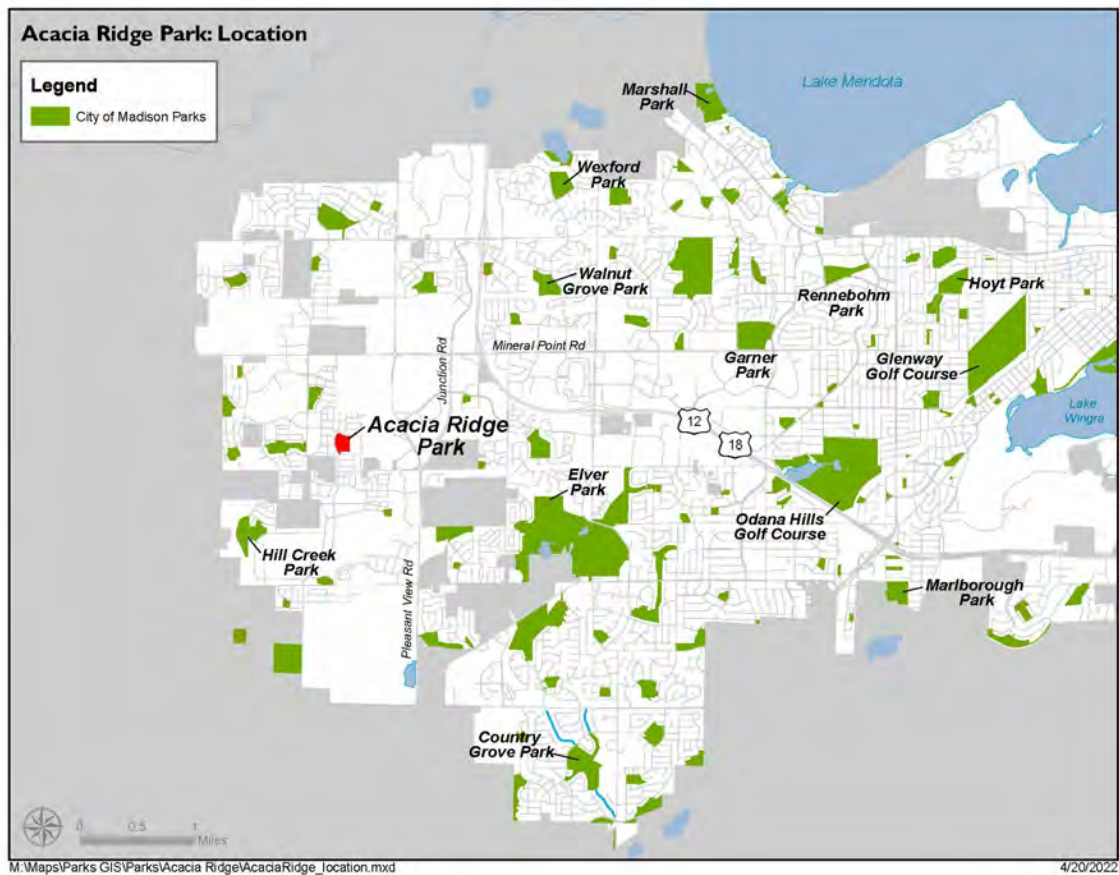 Acacia Ridge Park: Location
Legend
City of Madison Parks
Lake Mendota
Marshall
Park
Wexford
Park
Walnut
Grove Park
Rennebohm
Park
Hoyt Park
Mineral Point Rd
Junction Rd
Garner
Park
Glenway
Golf Course
Lake
Wingra
Acacia Ridge
Park
12
18
Elver
Park
Odana Hills
Golf Course
Hill Creek
Park
Pleasant View Rd
Marlborough
Park
Country
Grove Park
0 0.5 1
Miles
M:\Maps\Parks GIS\Parks\Acacia Ridge\AcaciaRidge_location.mxd
4/20/2022